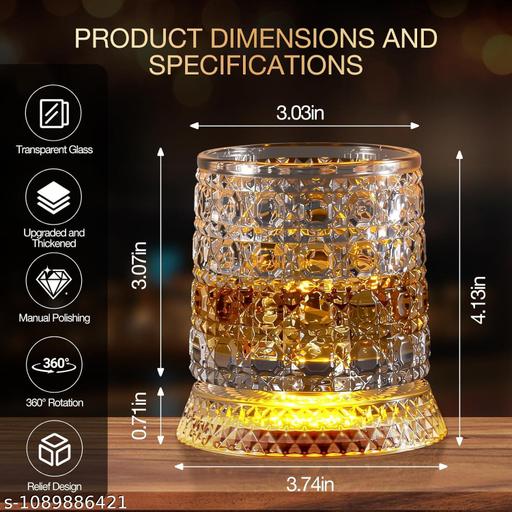 PRODUCT DIMENSIONS AND
SPECIFICATIONS
3.03in
Transparent Glass
Upgraded and
Thickened
Manual Polishing
360°
360° Rotation
Relief Design
3.07in
0.71in
4.13in
3.74in
s-1089886421